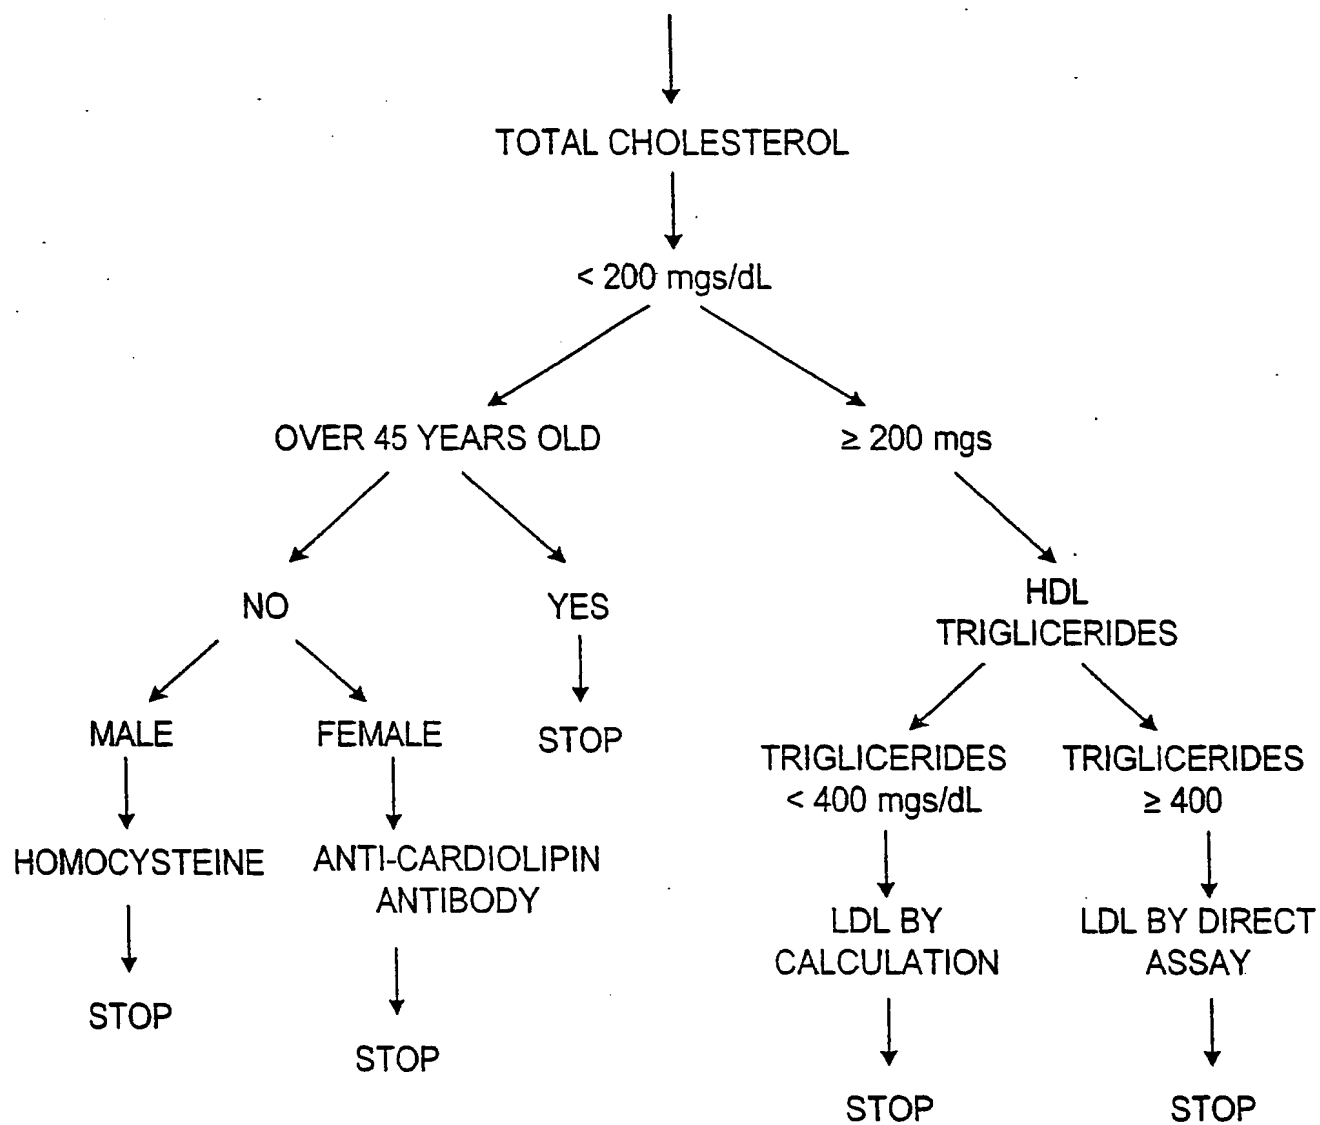 TOTAL CHOLESTEROL
< 200 mgs/dL
OVER 45 YEARS OLD
≥ 200 mgs
NO
YES
HDL
TRIGLICERIDES
MALE
FEMALE
STOP
TRIGLICERIDES
< 400 mgs/dL
TRIGLICERIDES
≥ 400
HOMOCYSTEINE
ANTI-CARDIOLIPIN
ANTIBODY
LDL BY
CALCULATION
LDL BY DIRECT
ASSAY
STOP
STOP
STOP
STOP